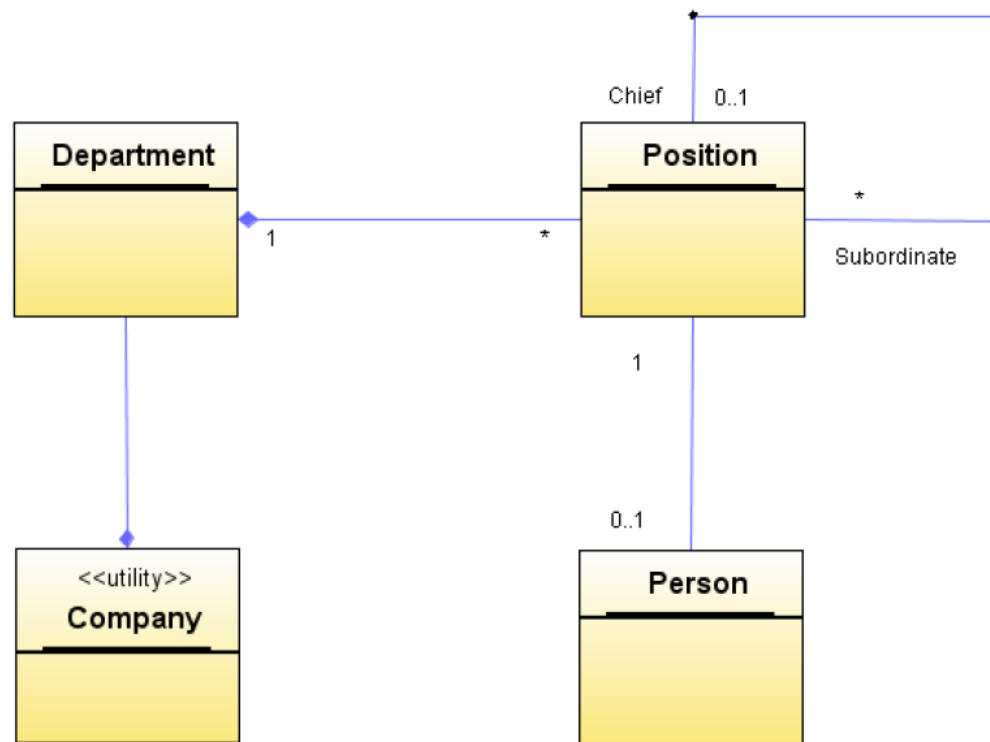 Chief
0..1
Department
Position
*
1
*
Subordinate
1
0..1
<<utility>>
Company
Person